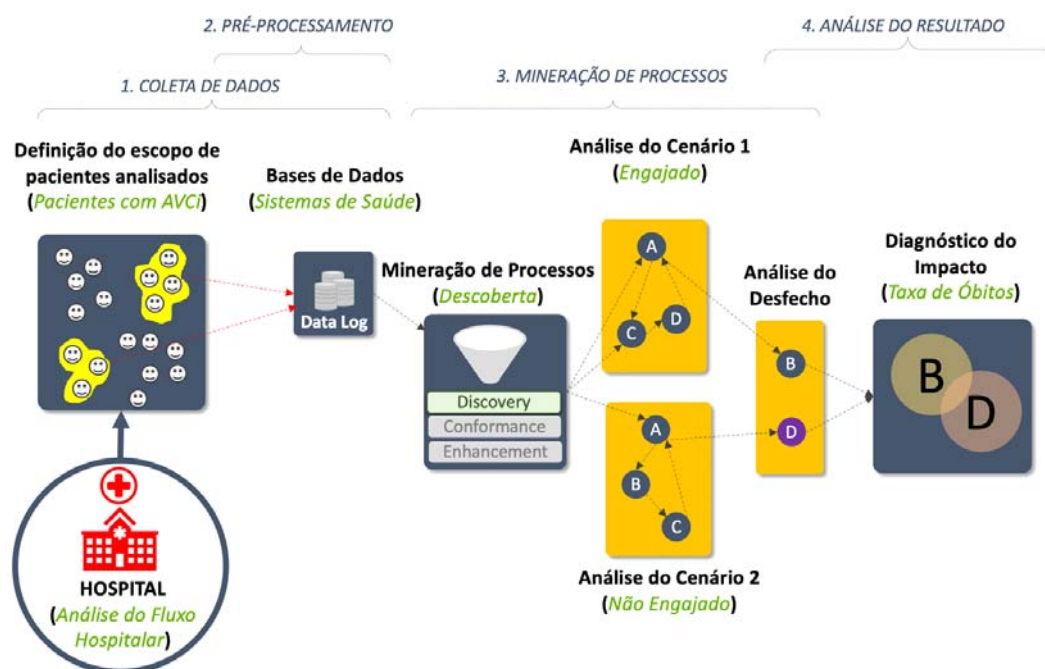 2. PRÉ-PROCESSAMENTO
4. ANÁLISE DO RESULTADO
1. COLETA DE DADOS
3. MINERAÇÃO DE PROCESSOS
Definição do escopo de
pacientes analisados
(Pacientes com AVCi)
Bases de Dados
(Sistemas de Saúde)
Data Log
Mineração de Processos
(Descoberta)
Discovery
Conformance
Enhancement
Análise do Cenário 1
(Engajado)
A
C
D
A
B
C
Análise do Cenário 2
(Não Engajado)
Análise do
Desfecho
B
D
Diagnóstico do
Impacto
(Taxa de Óbitos)
B
D
HOSPITAL
(Análise do Fluxo
Hospitalar)